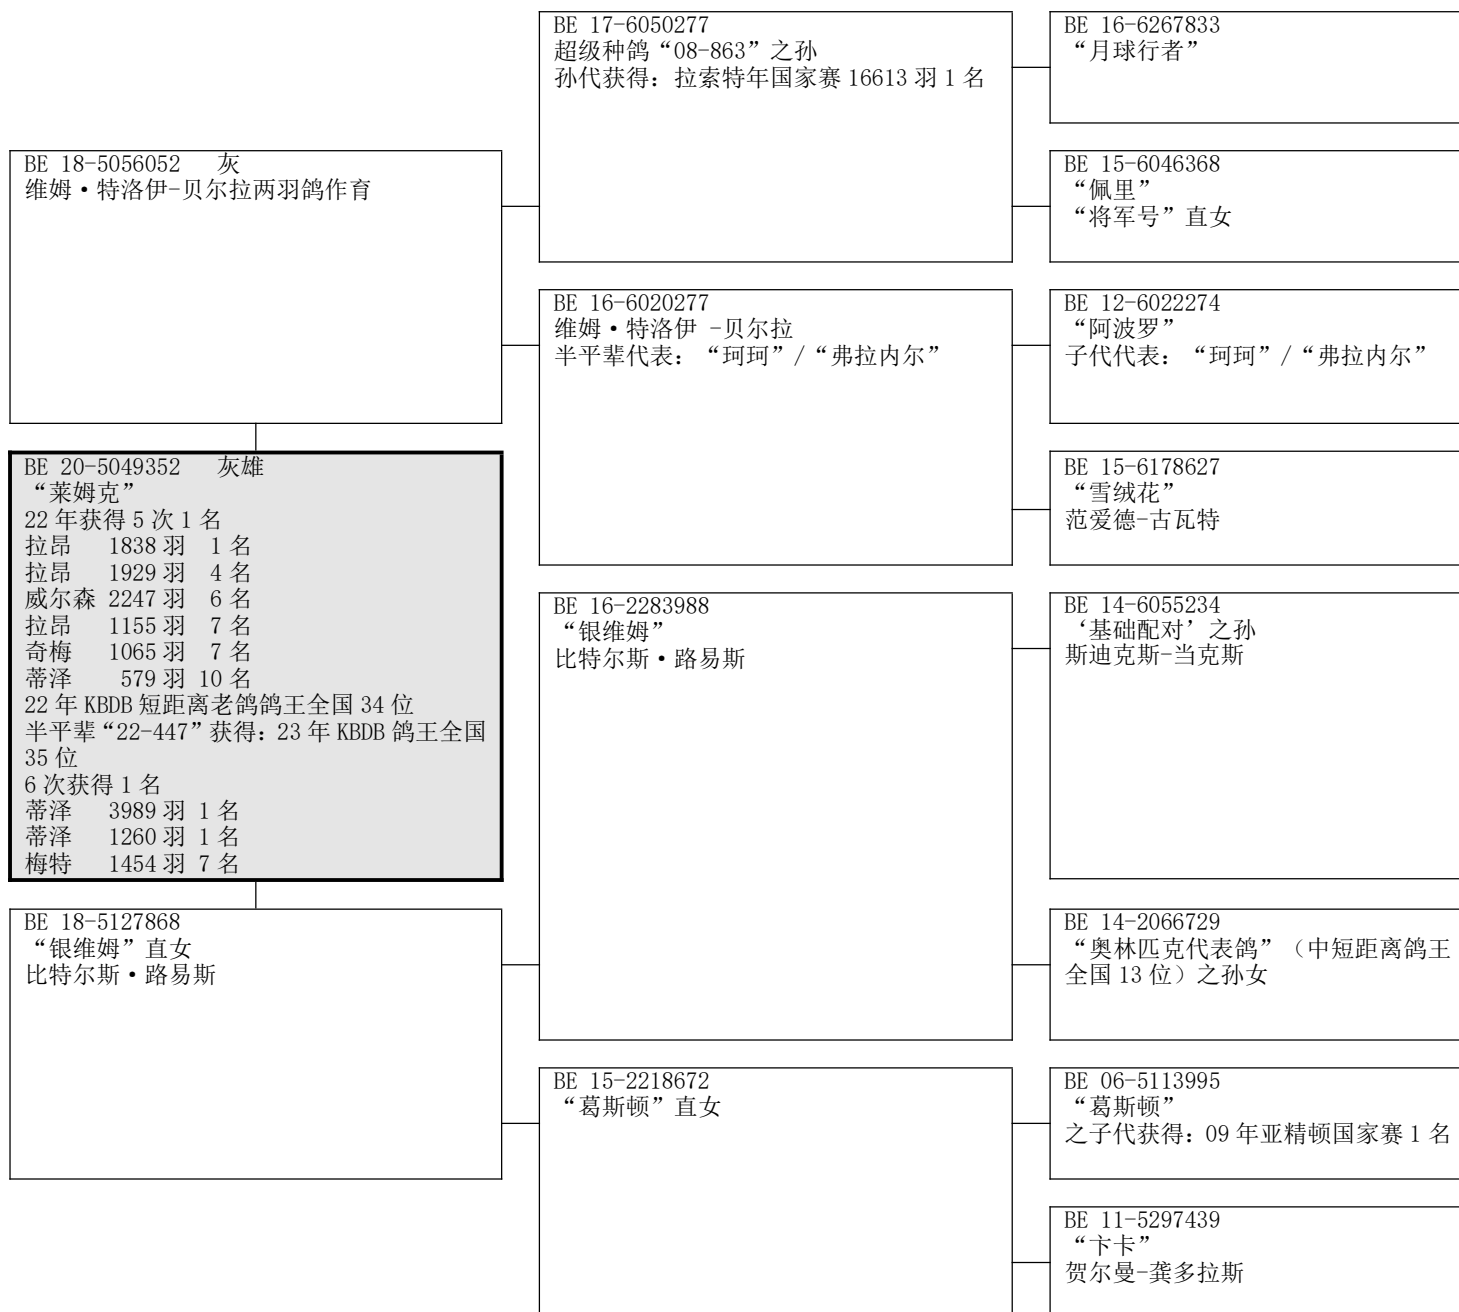 BE 18-5056052 灰
维姆·特洛伊-贝尔拉两羽鸽作育
BE 20-5049352 灰雄
“莱姆克”
22 年获得 5 次 1 名
拉昂 1838 羽 1 名
拉昂 1929 羽 4 名
威尔森 2247 羽 6 名
拉昂 1155 羽 7 名
奇梅 1065 羽 7 名
蒂泽 579 羽 10 名
22 年 KBDB 短距离老鸽鸽王全国 34 位
半平辈“22-447”获得：23 年 KBDB 鸽王全国
35 位
6 次获得 1 名
蒂泽 3989 羽 1 名
蒂泽 1260 羽 1 名
梅特 1454 羽 7 名
BE 18-5127868
“银维姆”直女
比特尔斯·路易斯
BE 17-6050277
超级种鸽“08-863”之孙
孙代获得：拉索特年国家赛 16613 羽 1 名
BE 16-6020277
维姆·特洛伊 -贝尔拉
半平辈代表：“珂珂”/“弗拉内尔”
BE 16-2283988
“银维姆”
比特尔斯·路易斯
BE 15-2218672
“葛斯顿”直女
BE 16-6267833
“月球行者”
BE 15-6046368
“佩里”
“将军号”直女
BE 12-6022274
“阿波罗”
子代代表：“珂珂”/“弗拉内尔”
BE 15-6178627
“雪绒花”
范爱德-古瓦特
BE 14-6055234
‘基础配对’之孙
斯迪克斯-当克斯
BE 14-2066729
“奥林匹克代表鸽”（中短距离鸽王
全国 13 位）之孙女
BE 06-5113995
“葛斯顿”
之子代获得：09 年亚精顿国家赛 1 名
BE 11-5297439
“卞卡”
贺尔曼-龚多拉斯